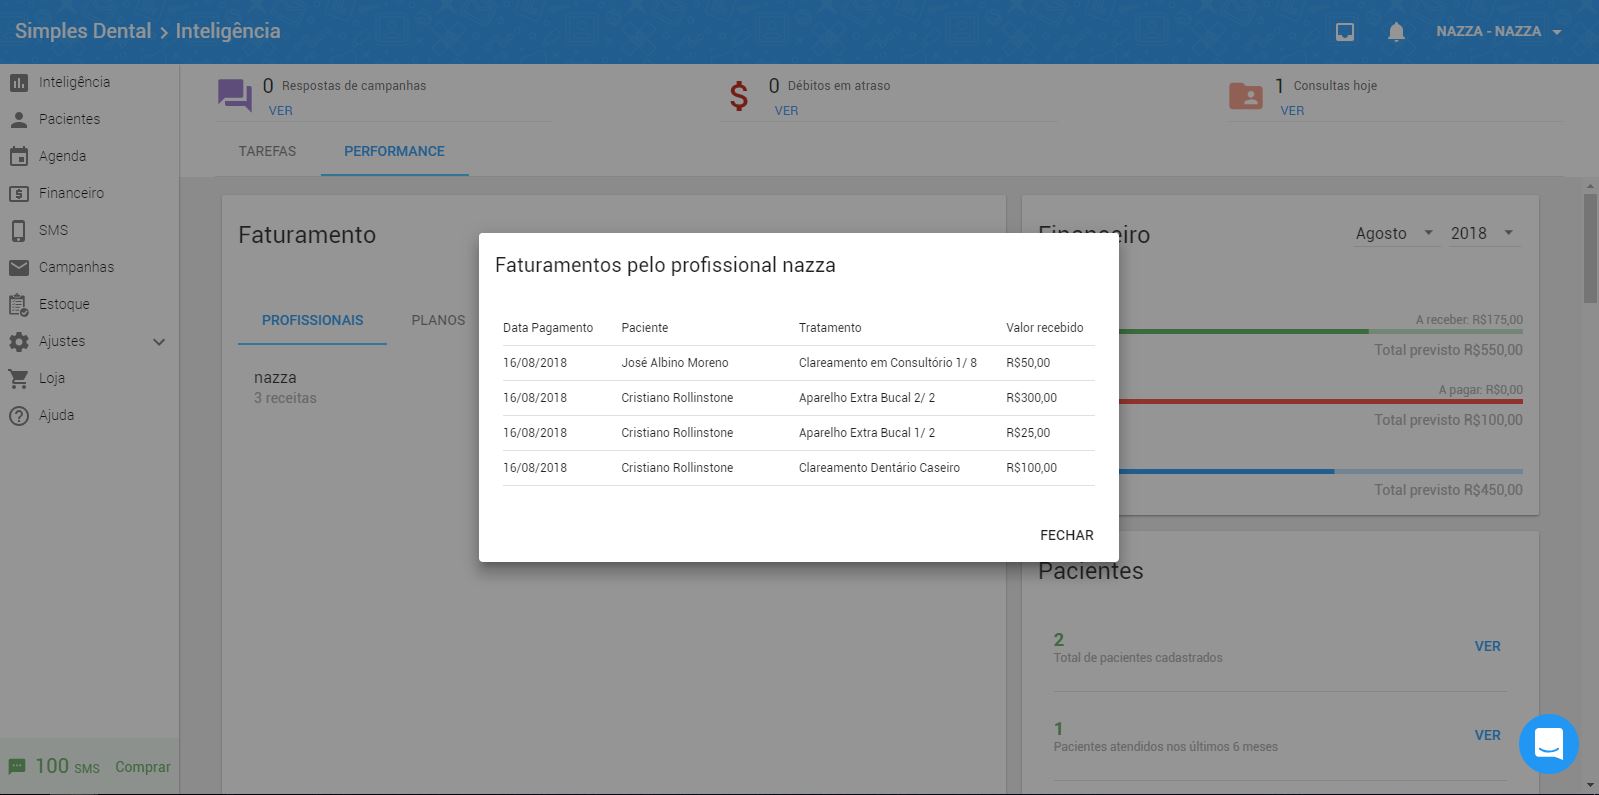 Simples Dental > Inteligência
NAZZA - NAZZA
Inteligência
Pacientes
Agenda
Financeiro
SMS
Campanhas
Estoque
Ajustes
Loja
Ajuda
100 SMS Comprar
0 Respostas de campanhas
VER
0 Débitos em atraso
VER
1 Consultas hoje
VER
TAREFAS PERFORMANCE
Faturamento
PROFISSIONAIS PLANOS
nazza
3 receitas
Faturamentos pelo profissional nazza
Data Pagamento Paciente Tratamento Valor recebido
16/08/2018 José Albino Moreno Clareamento em Consultório 1/ 8 R$50,00
16/08/2018 Cristiano Rollinstone Aparelho Extra Bucal 2/ 2 R$300,00
16/08/2018 Cristiano Rollinstone Aparelho Extra Bucal 1/ 2 R$25,00
16/08/2018 Cristiano Rollinstone Clareamento Dentário Caseiro R$100,00
FECHAR
Financeiro Agosto 2018
A receber: R$175,00
Total previsto R$550,00
A pagar: R$0,00
Total previsto R$100,00
Total previsto R$450,00
Pacientes
2
Total de pacientes cadastrados
VER
1
Pacientes atendidos nos últimos 6 meses
VER